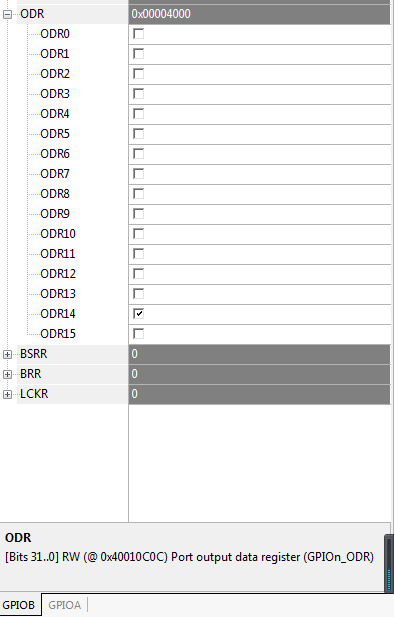 ODR 0x00004000
ODR0
ODR1
ODR2
ODR3
ODR4
ODR5
ODR6
ODR7
ODR8
ODR9
ODR10
ODR11
ODR12
ODR13
ODR14
ODR15
BSRR 0
BRR 0
LCKR 0
ODR
[Bits 31..0] RW (@ 0x40010C0C) Port output data register (GPIOn_ODR)
GPIOB GPIOA